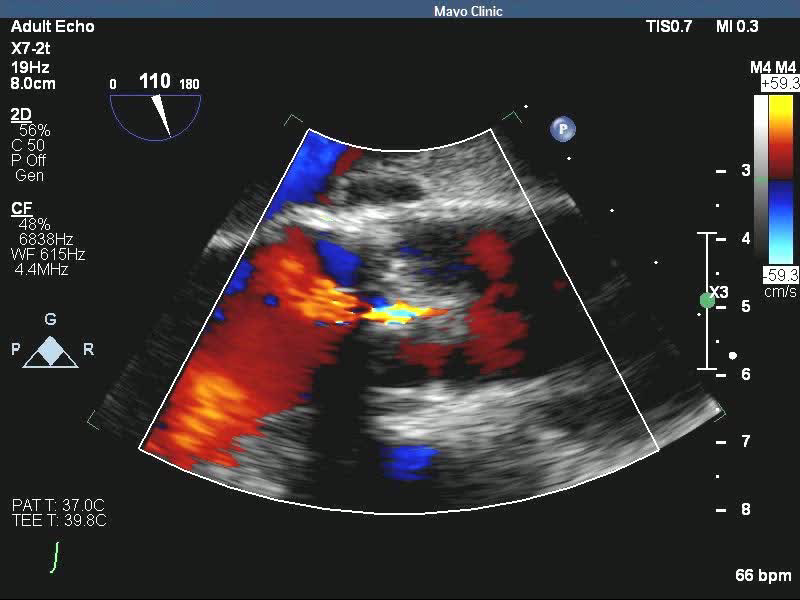 Mayo Clinic
Adult Echo
TIS0.7 MI 0.3
X7-2t
19Hz
8.0cm
0 110 180
M4 M4
+59.3
2D
56%
C 50
P Off
Gen
P
3
CF
48%
6838Hz
WF 615Hz
4.4MHz
4
-59.3
cm/s
X3
5
G
P R
6
7
PAT T: 37.0C
TEE T: 39.8C
8
66 bpm